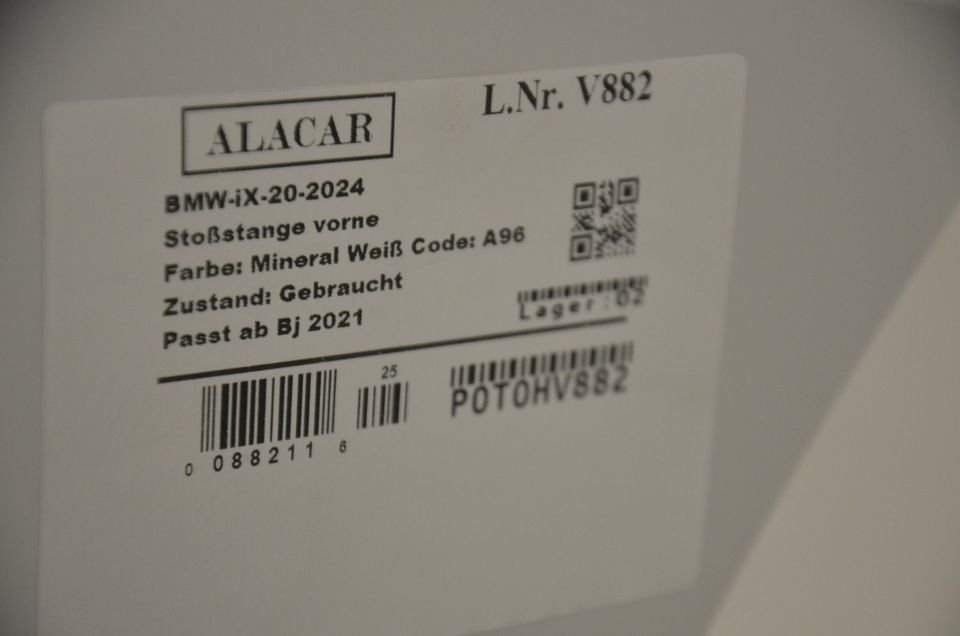 ALACAR
L.Nr. V882
BMW-iX-20-2024
Stoßstange vorne
Farbe: Mineral Weiß Code: A96
Zustand: Gebraucht
Passt ab Bj 2021
Lager:02
25
0 088211 6
P0T0HV882